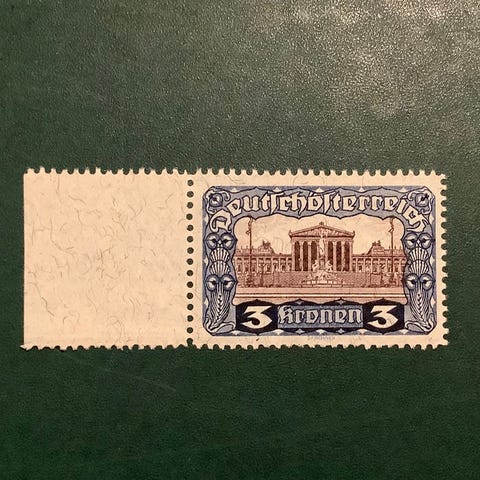 Deutschösterreich
3 Kronen 3